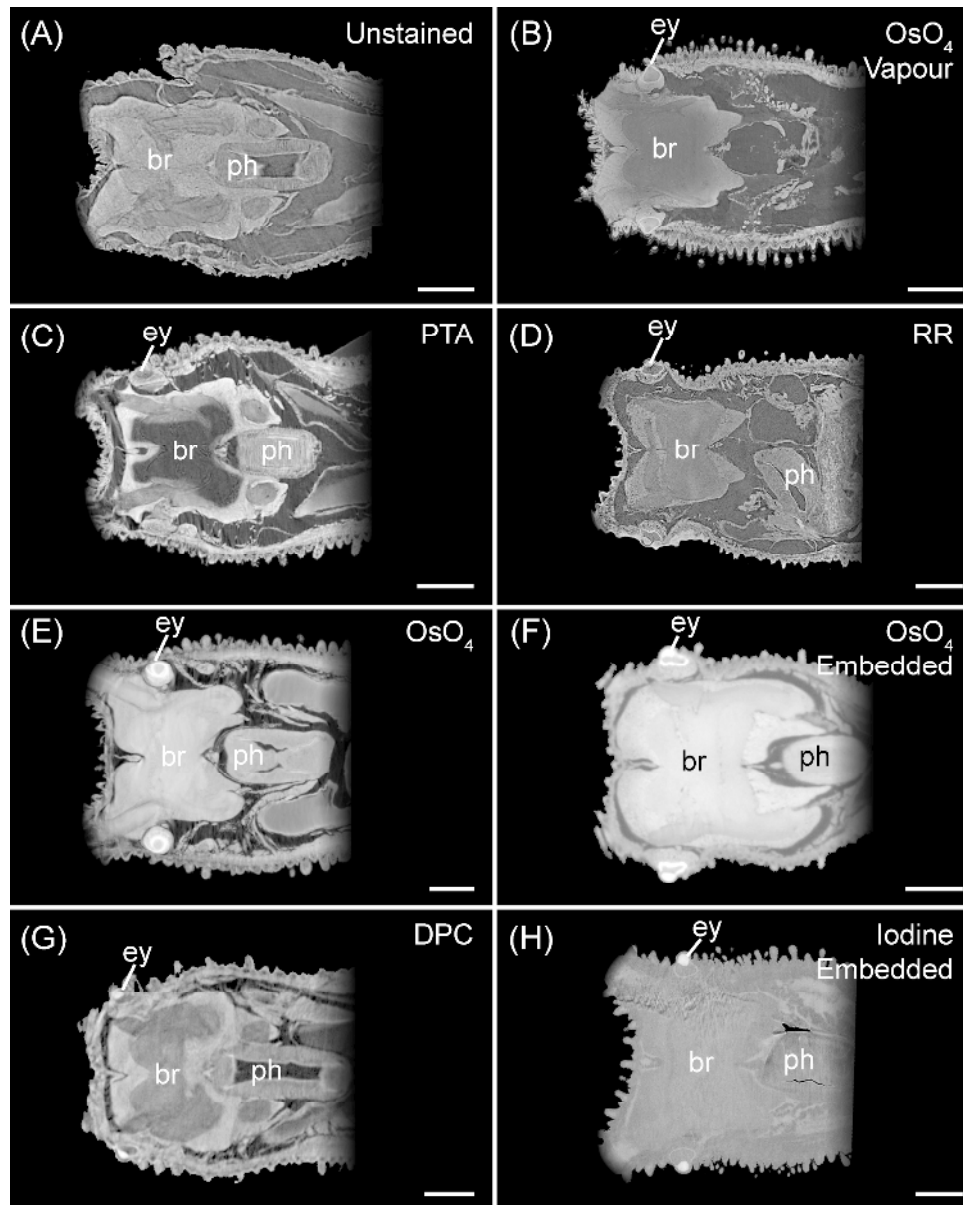 (A) Unstained
br
ph
(B) OsO₄
Vapour
ey
br
(C) PTA
ey
br
ph
(D) RR
ey
br
ph
(E) OsO₄
ey
br
ph
(F) OsO₄
Embedded
ey
br
ph
(G) DPC
ey
br
ph
(H) Iodine
Embedded
ey
br
ph